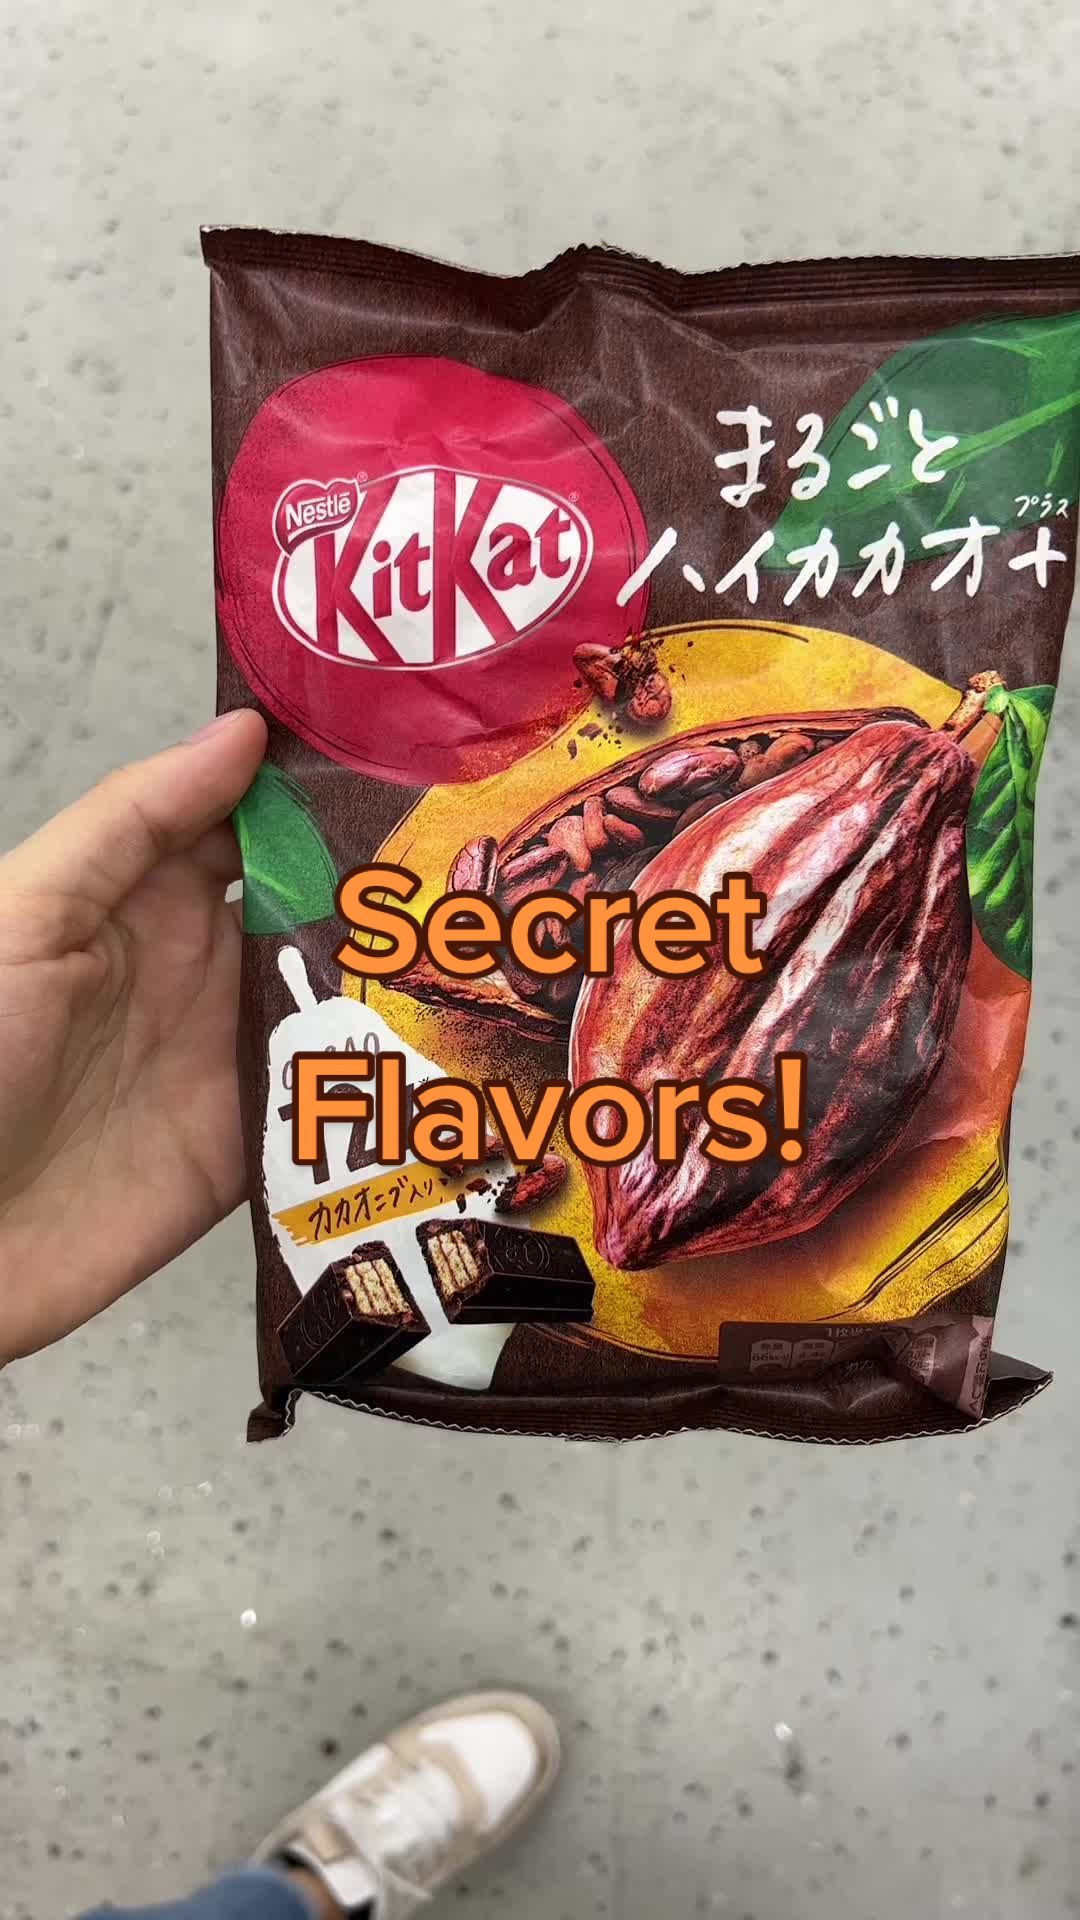 Nestlé
KitKat
まるごと
プラス
ハイカカオ+
Secret
Flavors!
カカオニブ入り